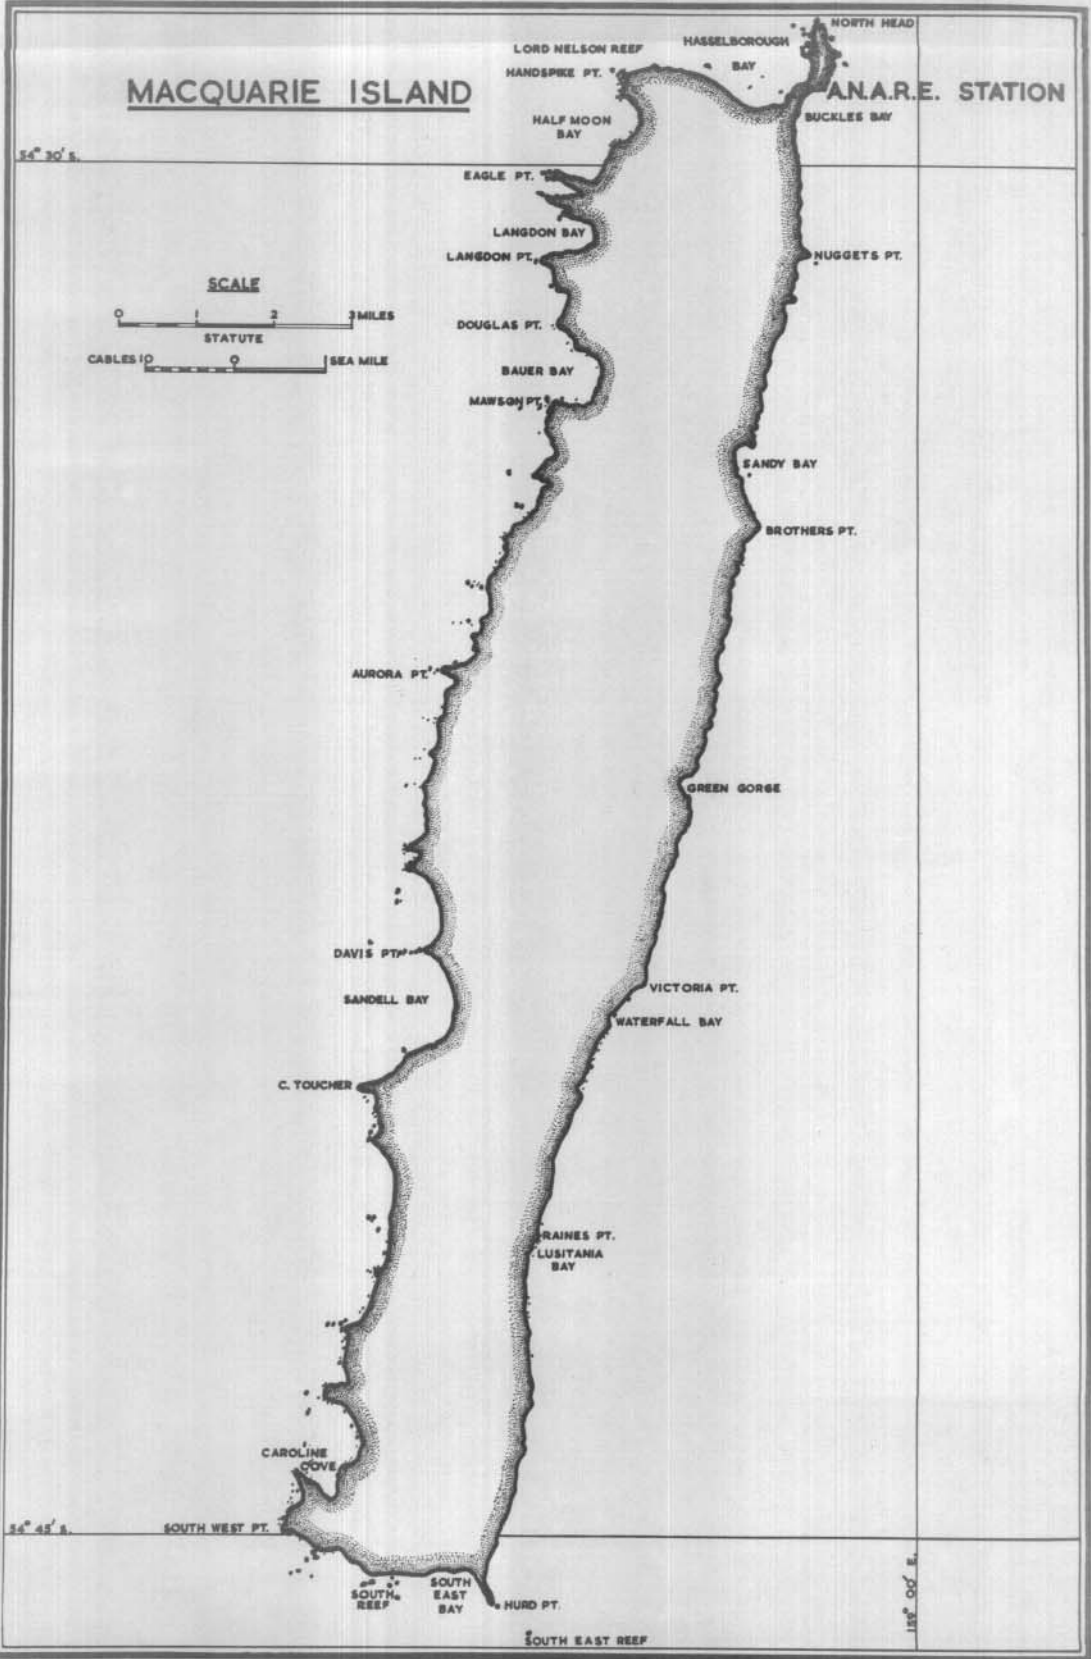 NORTH HEAD
LORD NELSON REEF
HASSELBOROUGH
BAY
HANDSPIKE PT.
MACQUARIE ISLAND
A.N.A.R.E. STATION
BUCKLES BAY
HALF MOON
BAY
54° 30' S.
EAGLE PT.
LANGDON BAY
LANGDON PT.
NUGGETS PT.
SCALE
0 1 2 3 MILES
STATUTE
DOUGLAS PT.
CABLES 10 0 1 SEA MILE
BAUER BAY
MAWSON PT.
SANDY BAY
BROTHERS PT.
AURORA PT.
GREEN GORGE
DAVIS PT.
VICTORIA PT.
SANDELL BAY
WATERFALL BAY
C. TOUCHER
RAINES PT.
LUSITANIA
BAY
CAROLINE
COVE
SOUTH WEST PT.
54° 45' S.
159° 00' E.
SOUTH
REEF
SOUTH
EAST
BAY
HURD PT.
SOUTH EAST REEF